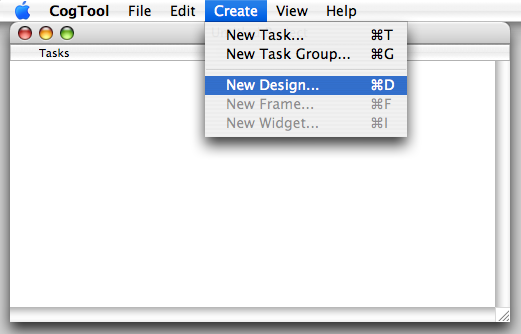 CogTool File Edit Create View Help
Tasks
New Task... ⌘T
New Task Group... ⌘G
New Design... ⌘D
New Frame... ⌘F
New Widget... ⌘I